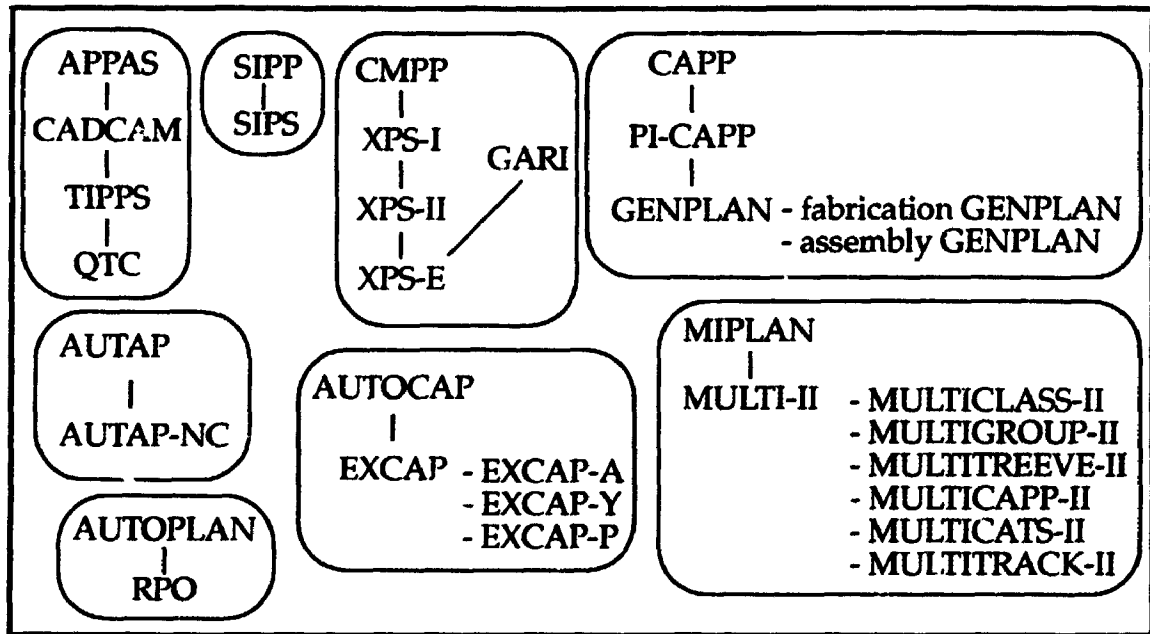 APPAS
CADCAM
TIPPS
QTC
SIPP
SIPS
CMPP
XPS-I
GARI
XPS-II
XPS-E
CAPP
PI-CAPP
GENPLAN - fabrication GENPLAN
- assembly GENPLAN
AUTAP
AUTAP-NC
AUTOCAP
EXCAP - EXCAP-A
- EXCAP-Y
- EXCAP-P
MIPLAN
MULTI-II - MULTICLASS-II
- MULTIGROUP-II
- MULTITREEVE-II
- MULTICAPP-II
- MULTICATS-II
- MULTITRACK-II
AUTOPLAN
RPO